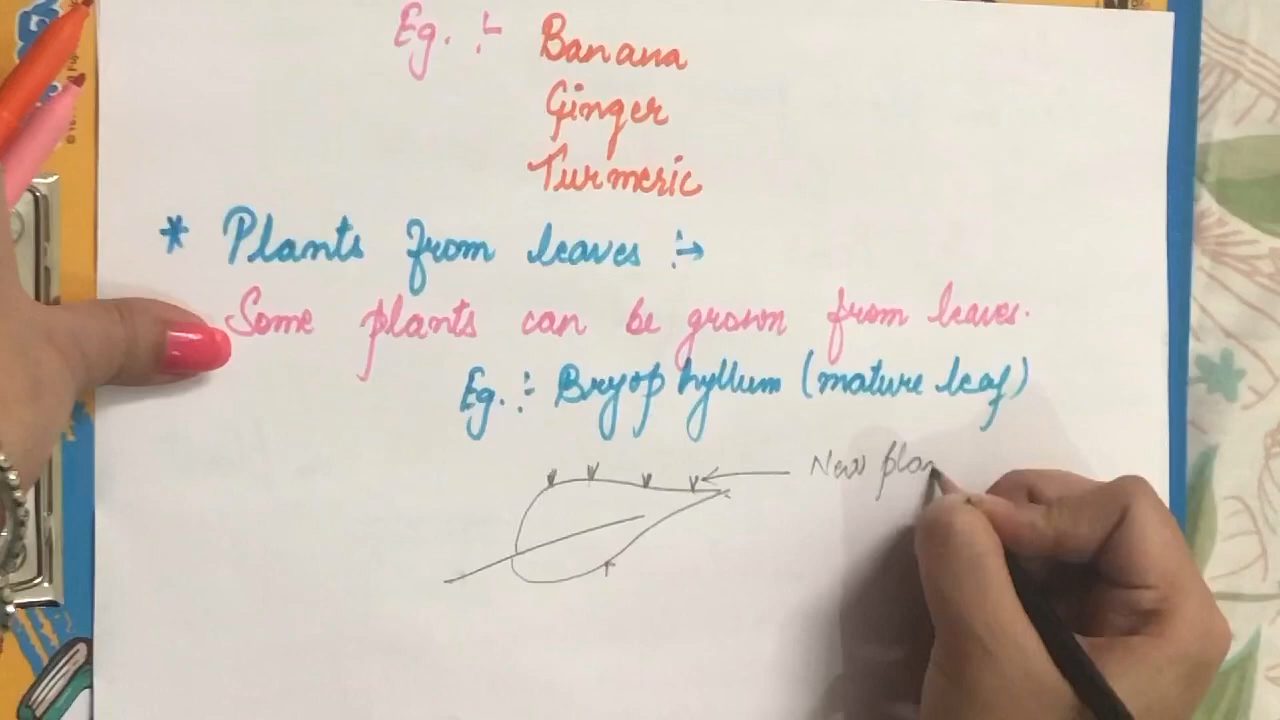 Eg. :- Banana
Ginger
Turmeric
* Plants from leaves :→
Some plants can be grown from leaves.
Eg. :- Bryophyllum (mature leaf)
New plan